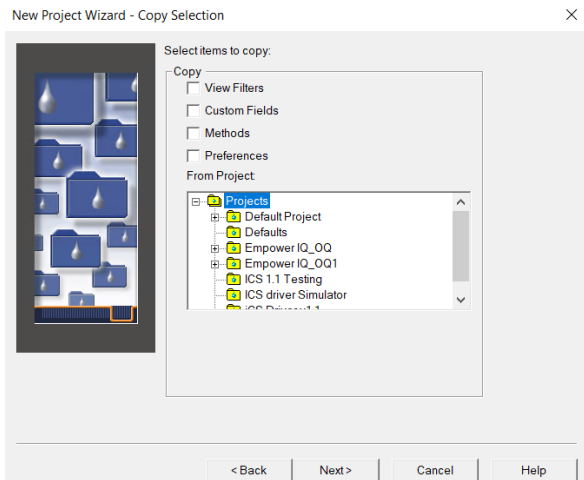 New Project Wizard - Copy Selection
Select items to copy:
Copy
View Filters
Custom Fields
Methods
Preferences
From Project:
Projects
Default Project
Defaults
Empower IQ_OQ
Empower IQ_OQ1
ICS 1.1 Testing
ICS driver Simulator
< Back
Next >
Cancel
Help